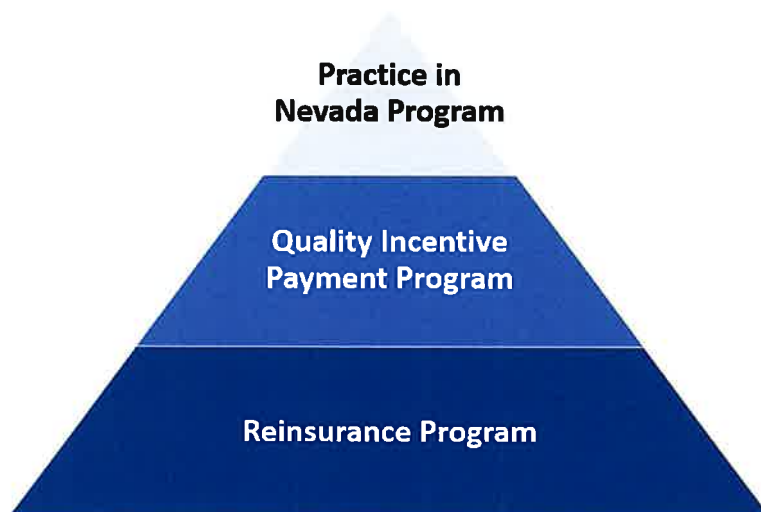 Practice in
Nevada Program
Quality Incentive
Payment Program
Reinsurance Program